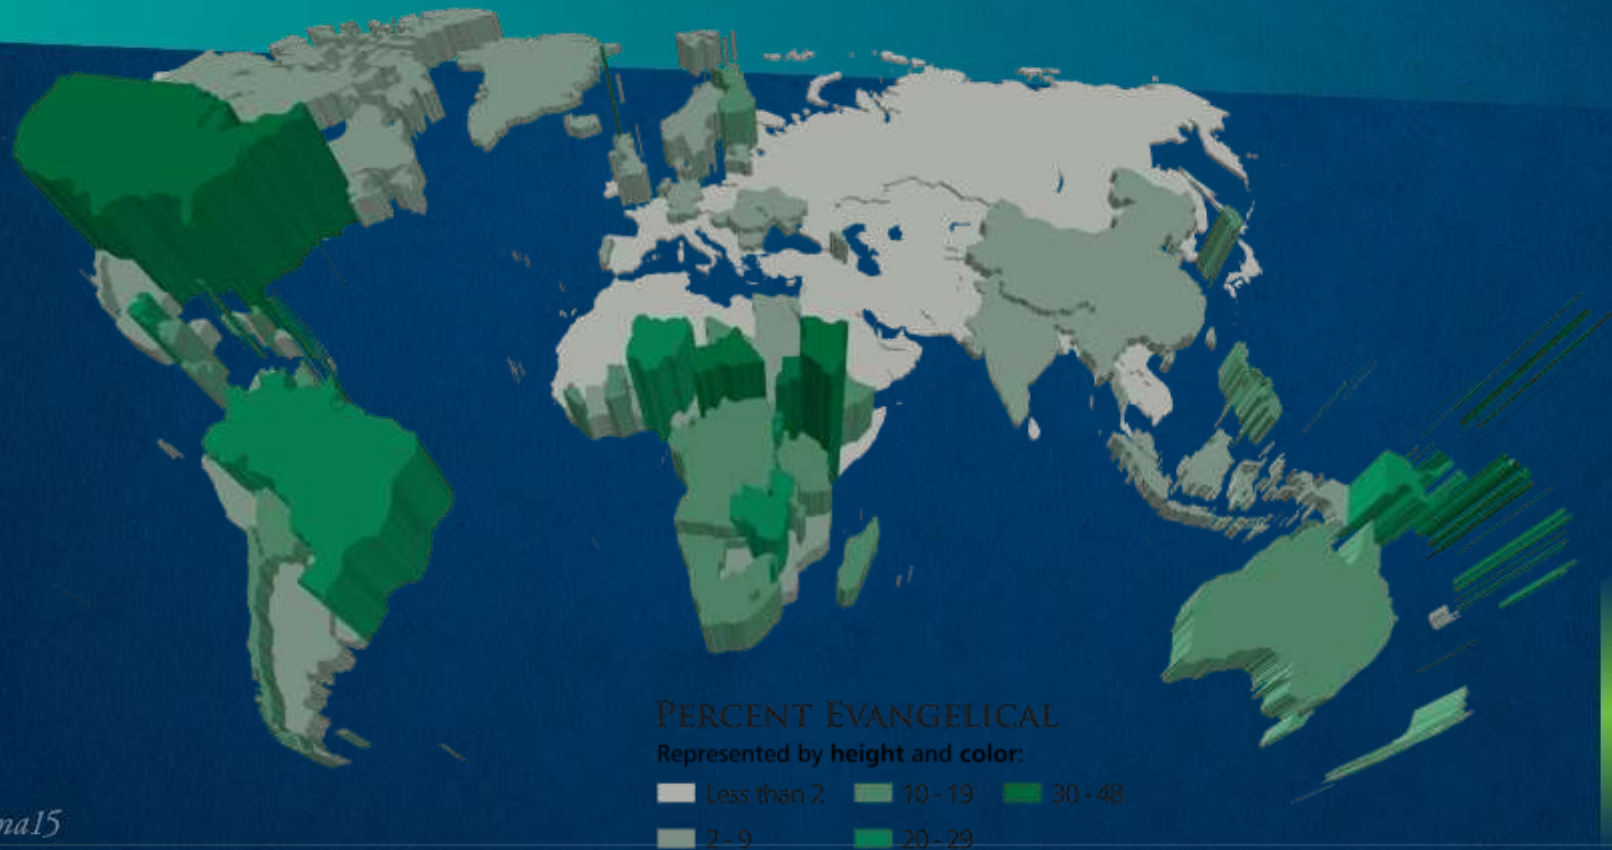 PERCENT EVANGELICAL
Represented by height and color:
Less than 2 10 - 19 30 - 48
2 - 9 20 - 29
na15